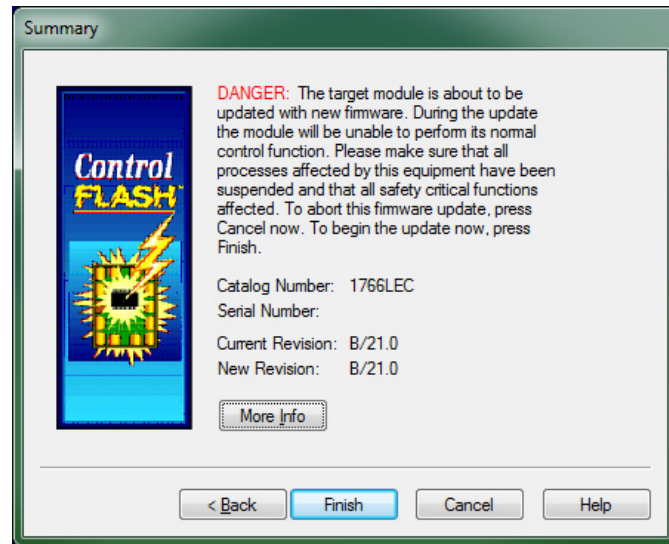 Summary
Control
FLASH
DANGER: The target module is about to be
updated with new firmware. During the update
the module will be unable to perform its normal
control function. Please make sure that all
processes affected by this equipment have been
suspended and that all safety critical functions
affected. To abort this firmware update, press
Cancel now. To begin the update now, press
Finish.
Catalog Number: 1766LEC
Serial Number:
Current Revision: B/21.0
New Revision: B/21.0
More Info
< Back Finish Cancel Help